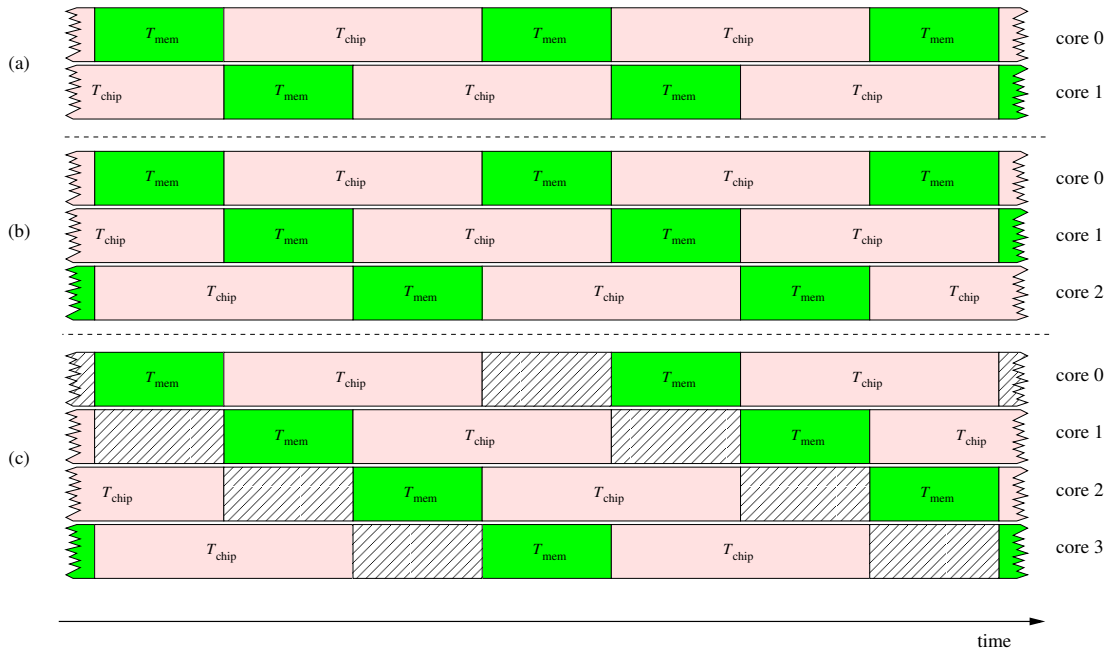 T_mem T_chip T_mem T_chip T_mem core 0
(a)
T_chip T_mem T_chip T_mem T_chip core 1
T_mem T_chip T_mem T_chip T_mem core 0
(b) T_chip T_mem T_chip T_mem T_chip core 1
T_chip T_mem T_chip T_mem T_chip core 2
T_mem T_chip T_mem T_chip core 0
T_mem T_chip T_mem T_chip core 1
(c)
T_chip T_mem T_chip T_mem core 2
T_chip T_mem T_chip core 3
time